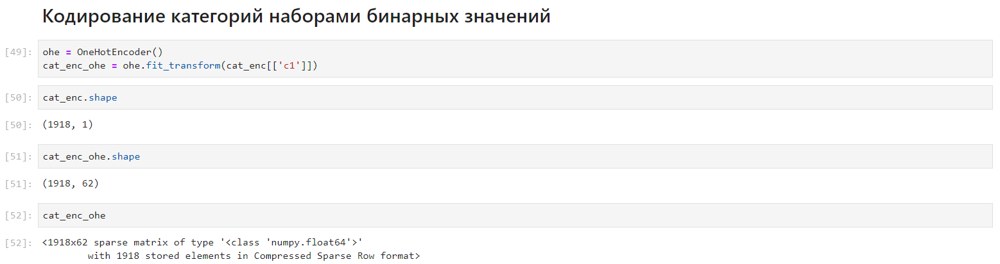 Кодирование категорий наборами бинарных значений
[49]: ohe = OneHotEncoder()
cat_enc_ohe = ohe.fit_transform(cat_enc[['c1']])
[50]: cat_enc.shape
[50]: (1918, 1)
[51]: cat_enc_ohe.shape
[51]: (1918, 62)
[52]: cat_enc_ohe
[52]: <1918x62 sparse matrix of type '<class 'numpy.float64'>'
with 1918 stored elements in Compressed Sparse Row format>